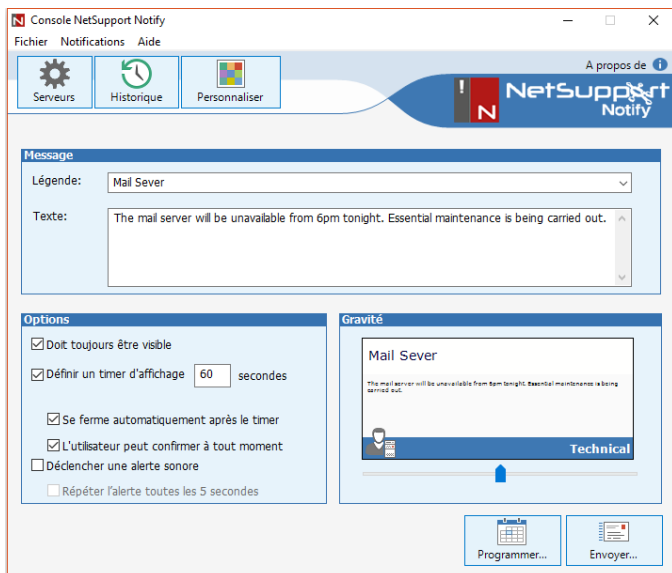 Console NetSupport Notify
Fichier Notifications Aide
Serveurs
Historique
Personnaliser
A propos de
NetSupport
Notify
Message
Légende:
Mail Sever
Texte:
The mail server will be unavailable from 6pm tonight. Essential maintenance is being carried out.
Options
Doit toujours être visible
Définir un timer d'affichage 60 secondes
Se ferme automatiquement après le timer
L'utilisateur peut confirmer à tout moment
Déclencher une alerte sonore
Répéter l'alerte toutes les 5 secondes
Gravité
Mail Sever
The mail server will be unavailable from 6pm tonight. Essential maintenance is being
carried out.
Technical
Programmer...
Envoyer...